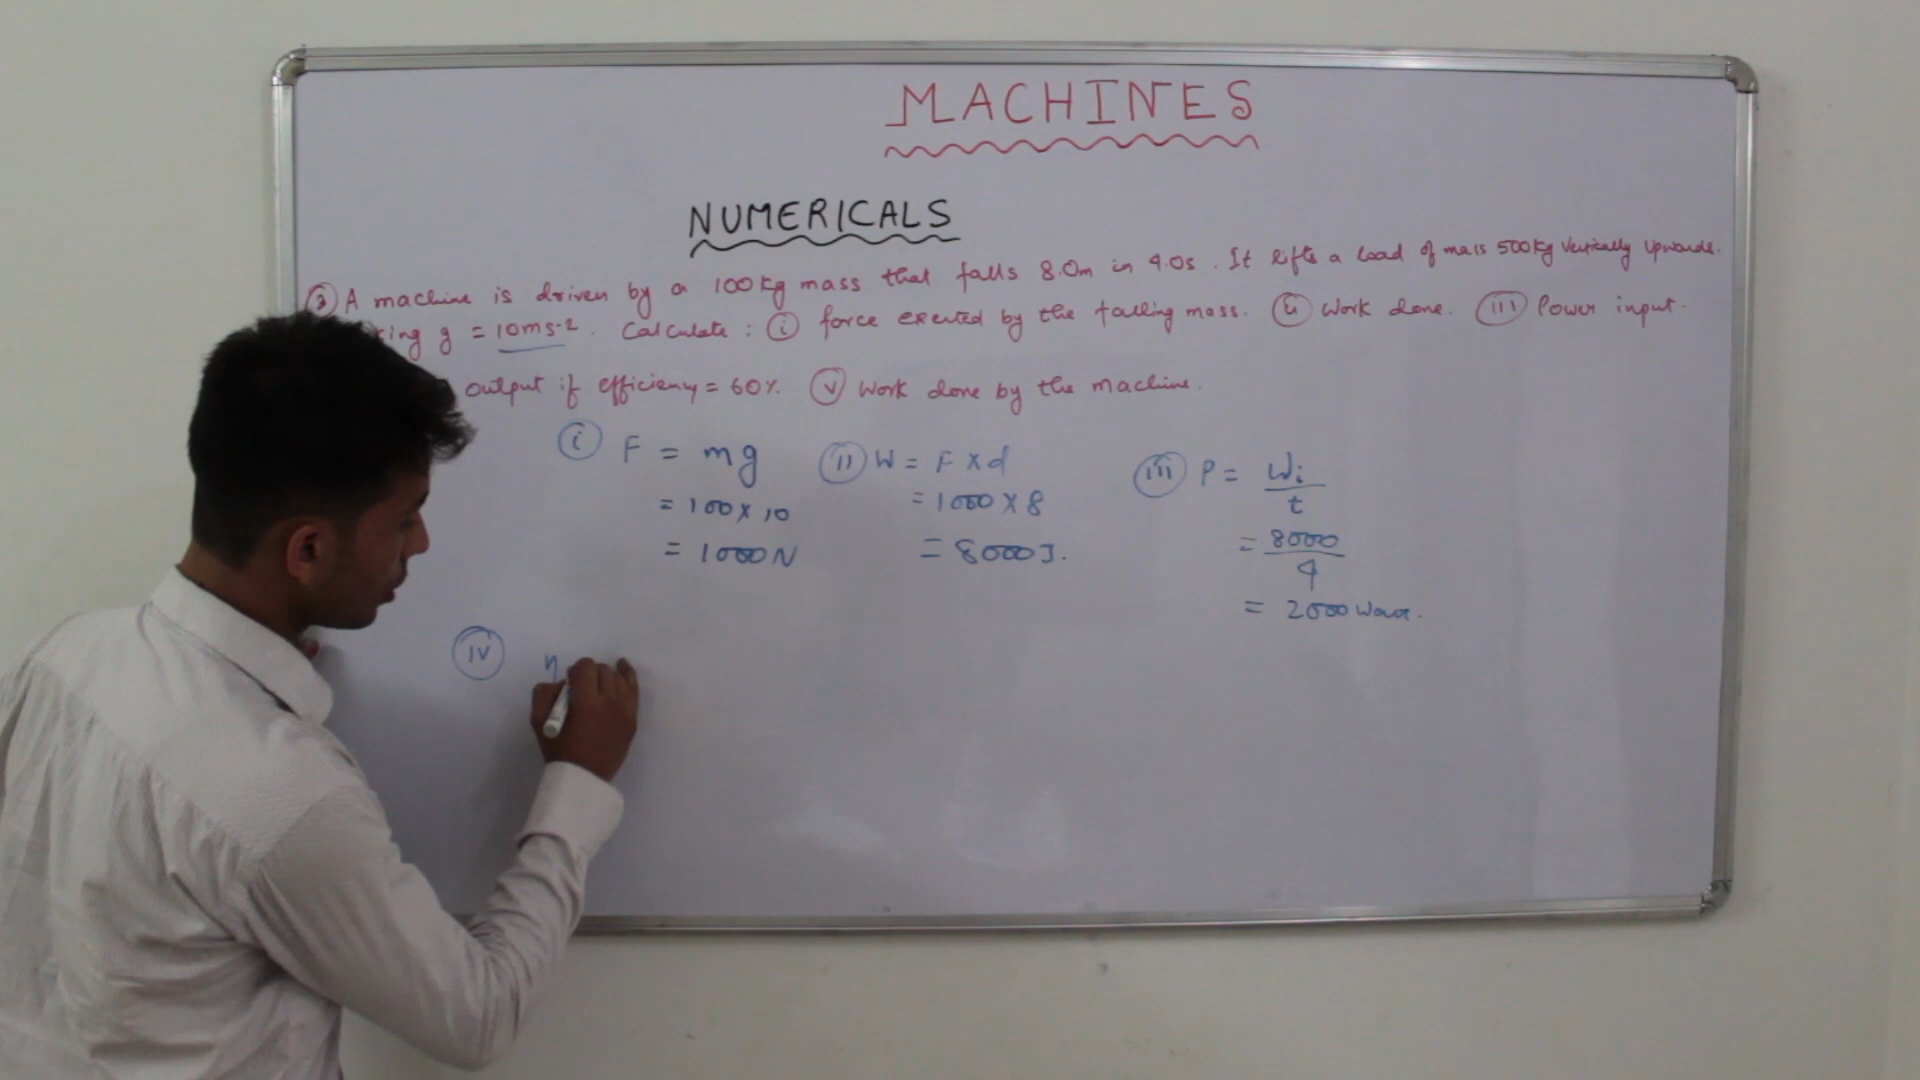 MACHINES
NUMERICALS
3 A machine is driven by a 100kg mass that falls 8.0m in 4.0s. It lifts a load of mass 500kg vertically upwards.
king g = 10ms-2. Calculate: (i) force exerted by the falling mass. (ii) Work done. (iii) Power input.
output if efficiency = 60%. (v) Work done by the machine.
(i) F = mg
= 100 x 10
= 1000N
(ii) W = F x d
= 1000 x 8
= 8000J.
(iii) P = Wi
t
= 8000
4
= 2000
(iv) η